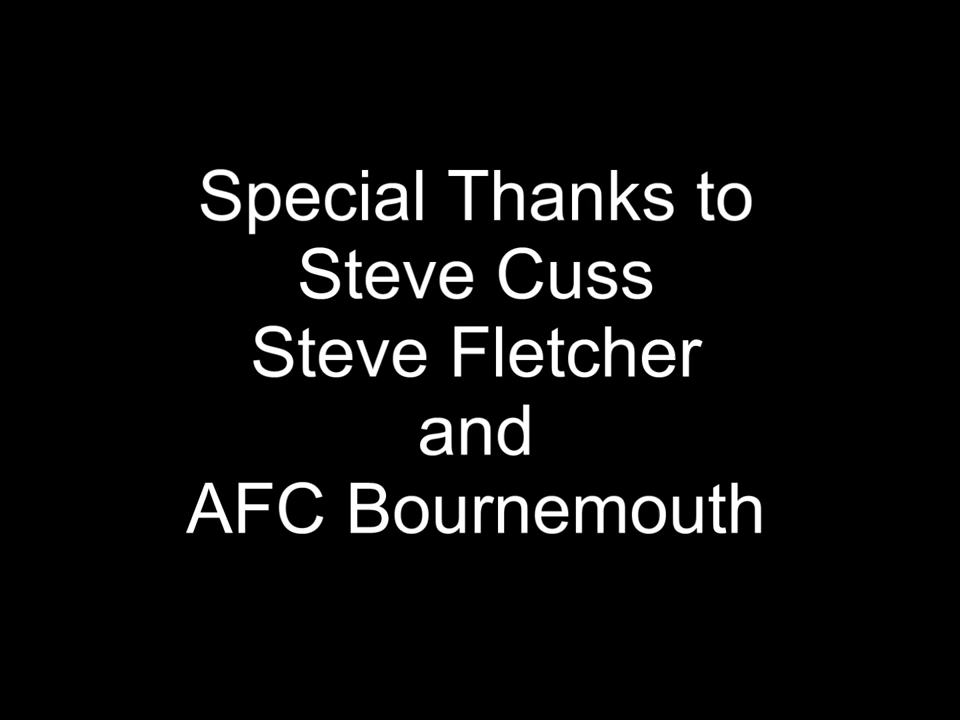 Special Thanks to
Steve Cuss
Steve Fletcher
and
AFC Bournemouth